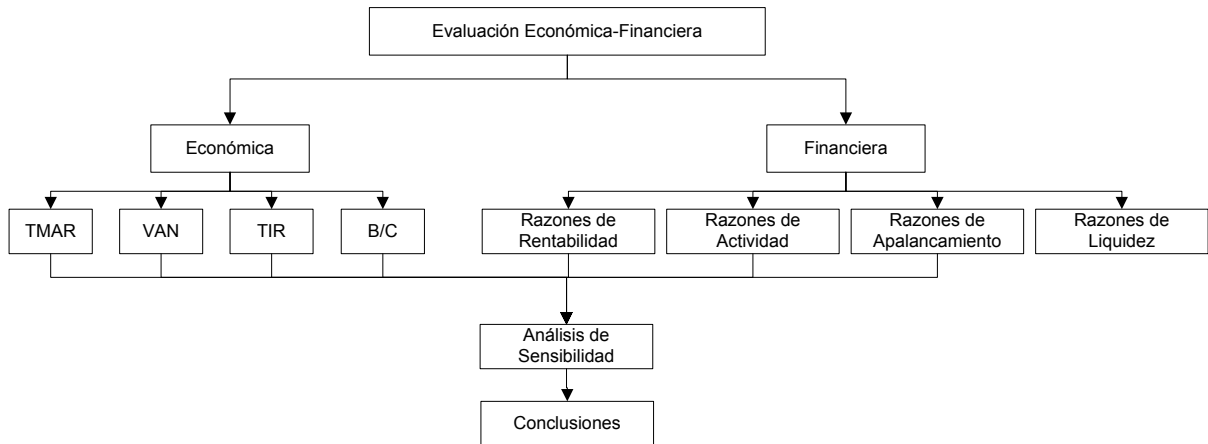 Evaluación Económica-Financiera
Económica
Financiera
TMAR
VAN
TIR
B/C
Razones de
Rentabilidad
Razones de
Actividad
Razones de
Apalancamiento
Razones de
Liquidez
Análisis de
Sensibilidad
Conclusiones